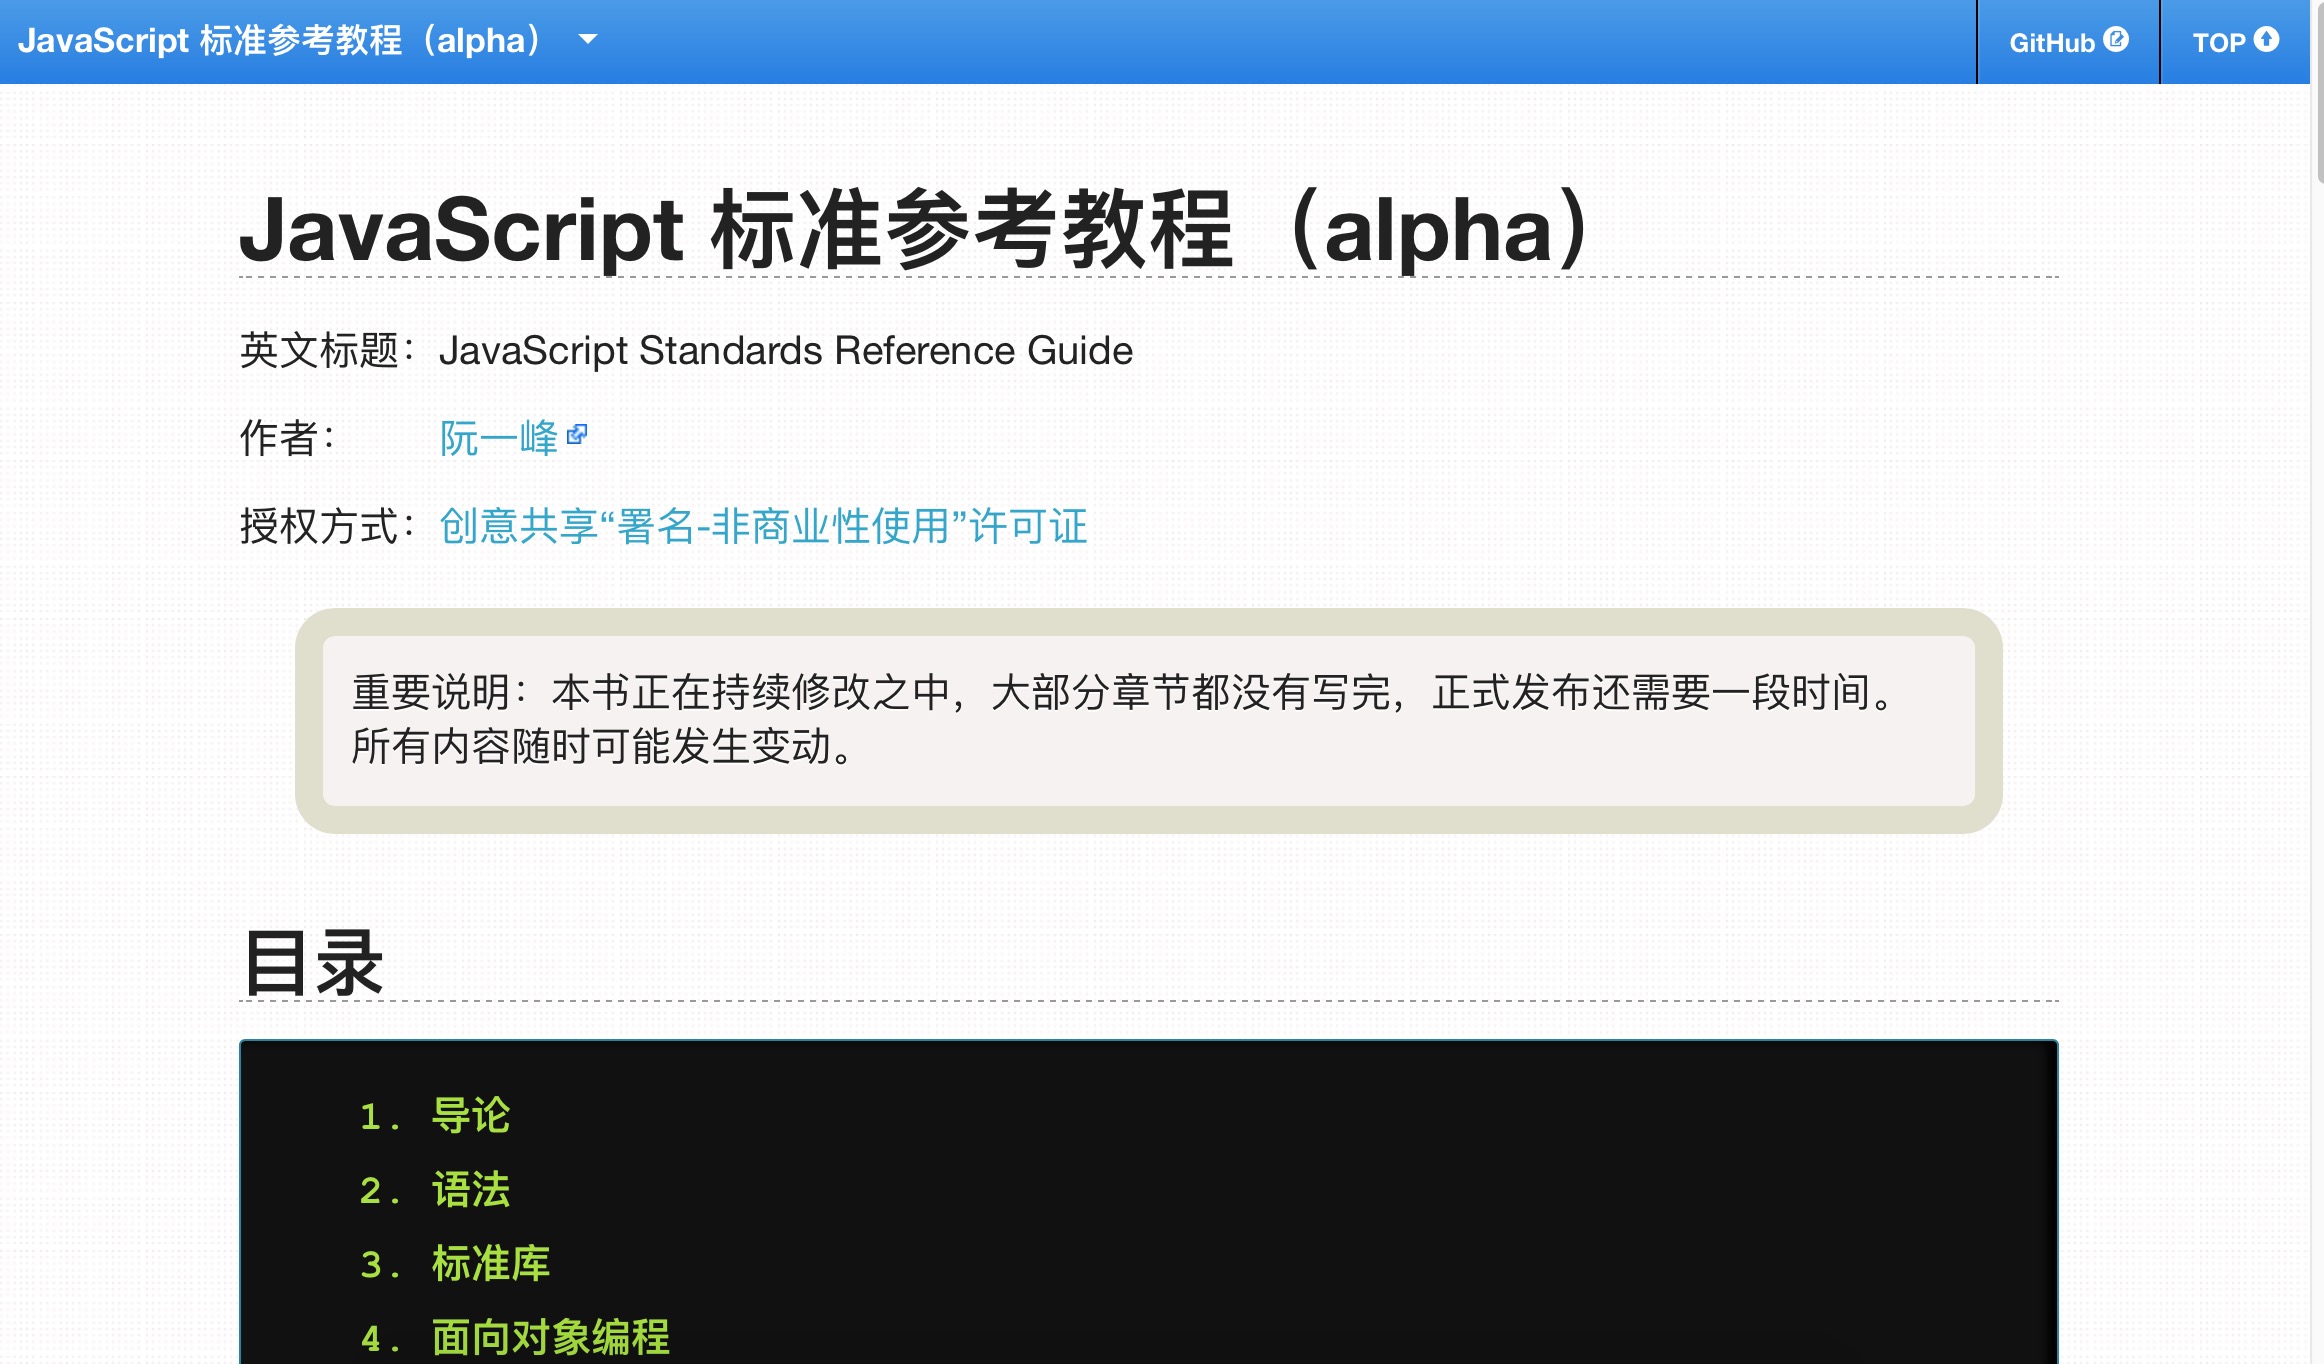 JavaScript 标准参考教程（alpha）
GitHub
TOP
JavaScript 标准参考教程（alpha）
英文标题：JavaScript Standards Reference Guide
作者： 阮一峰
授权方式：创意共享“署名-非商业性使用”许可证
重要说明：本书正在持续修改之中，大部分章节都没有写完，正式发布还需要一段时间。
所有内容随时可能发生变动。
目录
1. 导论
2. 语法
3. 标准库
4. 面向对象编程